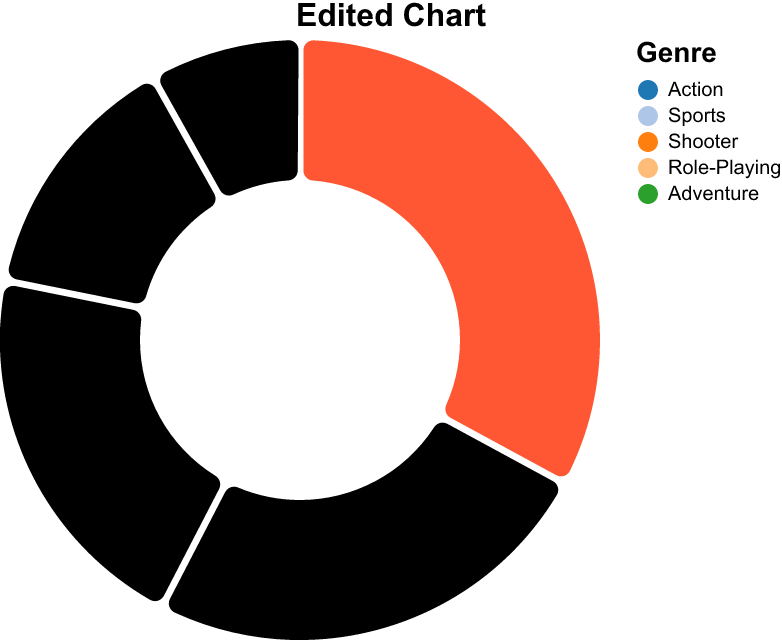 Edited Chart
Genre
Action
Sports
Shooter
Role-Playing
Adventure